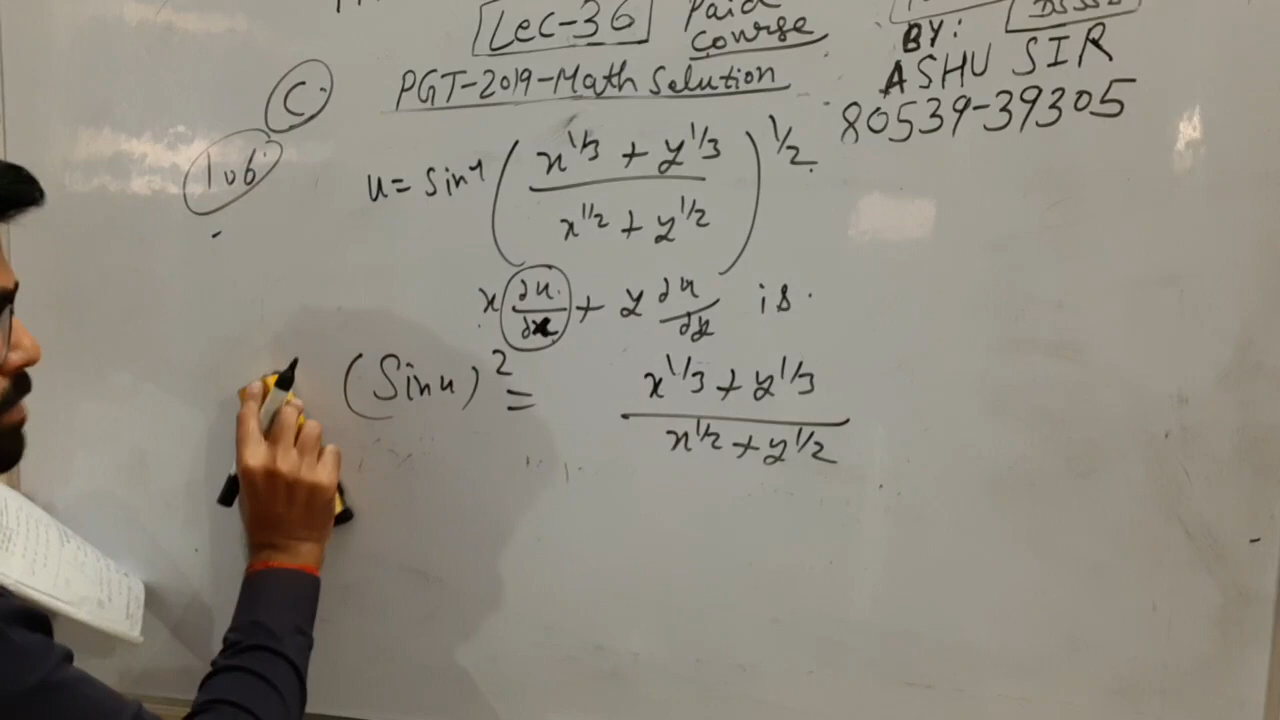 Lec-36 Paid course
BY:
ASHU SIR
80539-39305
PGT-2019-Math Solution
C
106
u = sin⁻¹ ( (x^1/3 + y^1/3) / (x^1/2 + y^1/2) )^1/2
x ∂u/∂x + y ∂u/∂y is
(Sinu)² = (x^1/3 + y^1/3) / (x^1/2 + y^1/2)